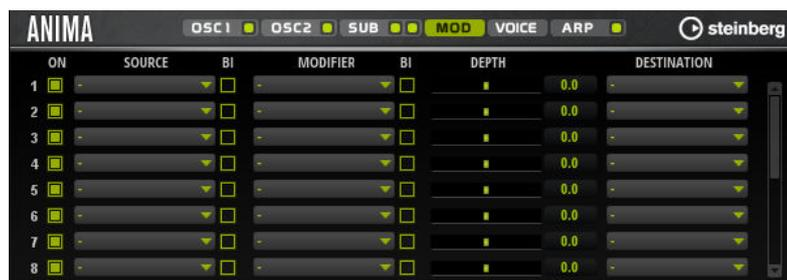 ANIMA OSC1 OSC2 SUB MOD VOICE ARP steinberg
ON SOURCE BI MODIFIER BI DEPTH DESTINATION
1 - - 0.0 -
2 - - 0.0 -
3 - - 0.0 -
4 - - 0.0 -
5 - - 0.0 -
6 - - 0.0 -
7 - - 0.0 -
8 - - 0.0 -